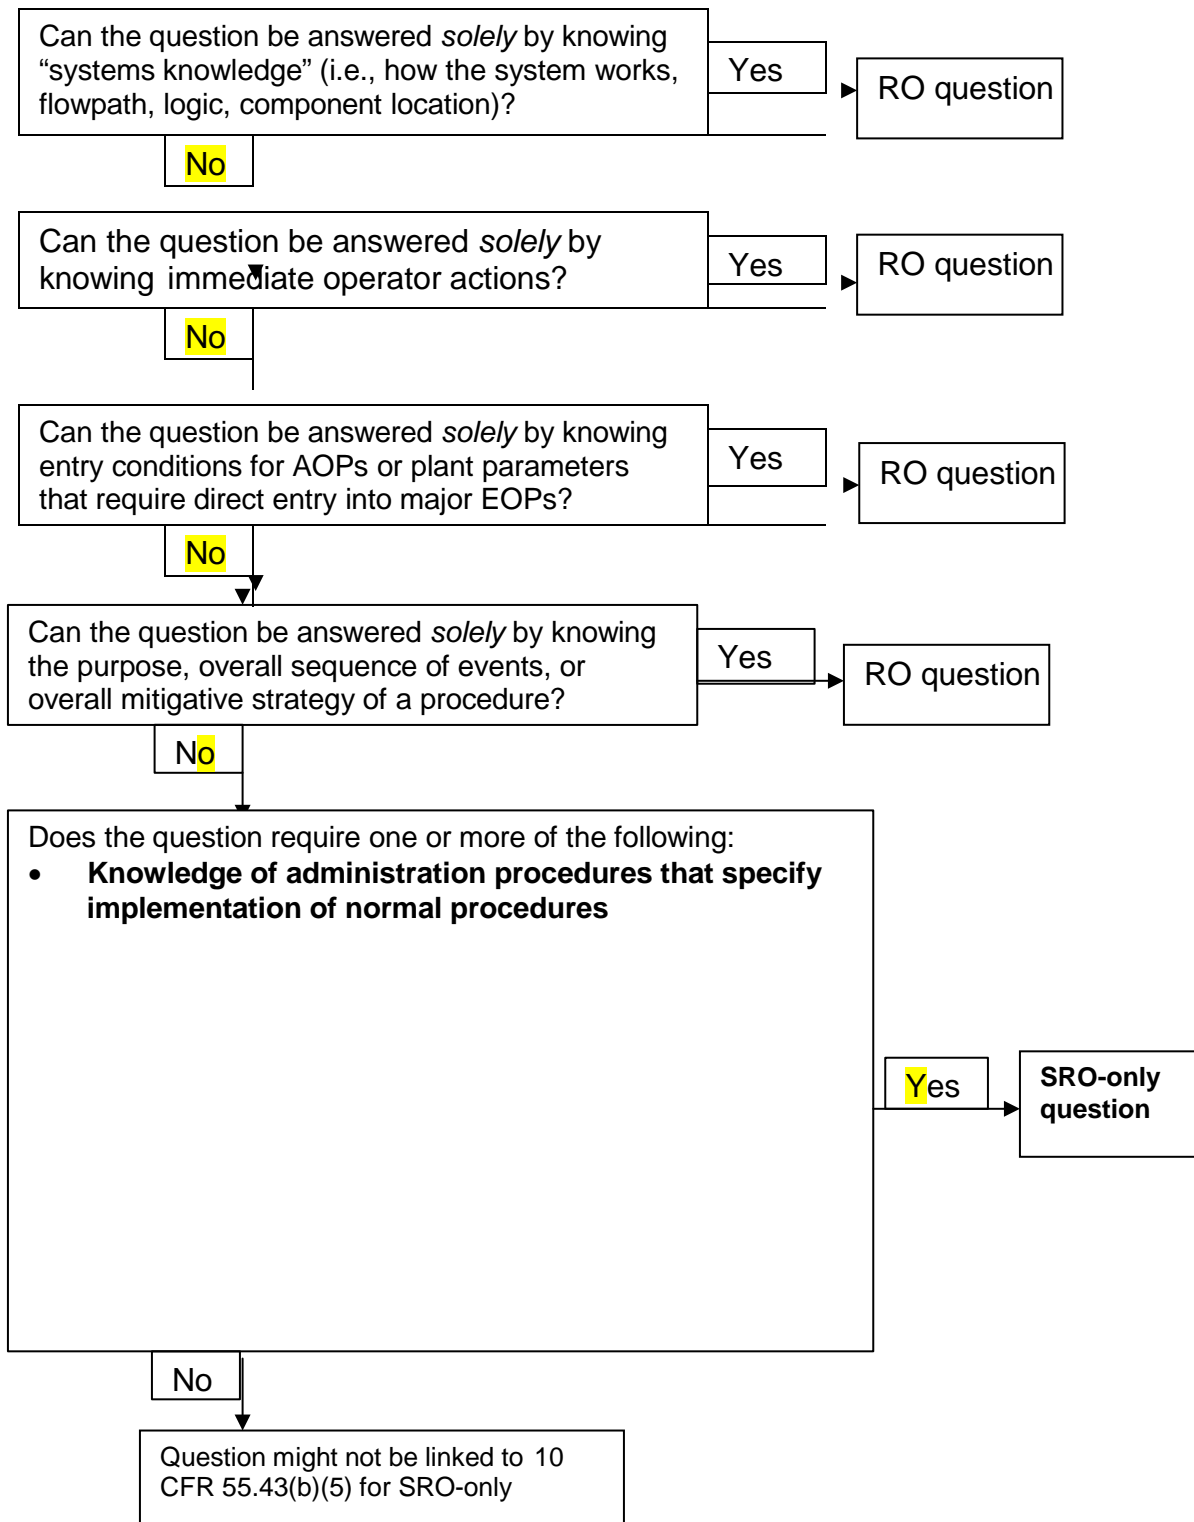 Can the question be answered solely by knowing
“systems knowledge” (i.e., how the system works,
flowpath, logic, component location)?
Yes
RO question
No
Can the question be answered solely by
knowing immediate operator actions?
Yes
RO question
No
Can the question be answered solely by knowing
entry conditions for AOPs or plant parameters
that require direct entry into major EOPs?
Yes
RO question
No
Can the question be answered solely by knowing
the purpose, overall sequence of events, or
overall mitigative strategy of a procedure?
Yes
RO question
No
Does the question require one or more of the following:
• Knowledge of administration procedures that specify
implementation of normal procedures
Yes
SRO-only
question
No
Question might not be linked to 10
CFR 55.43(b)(5) for SRO-only